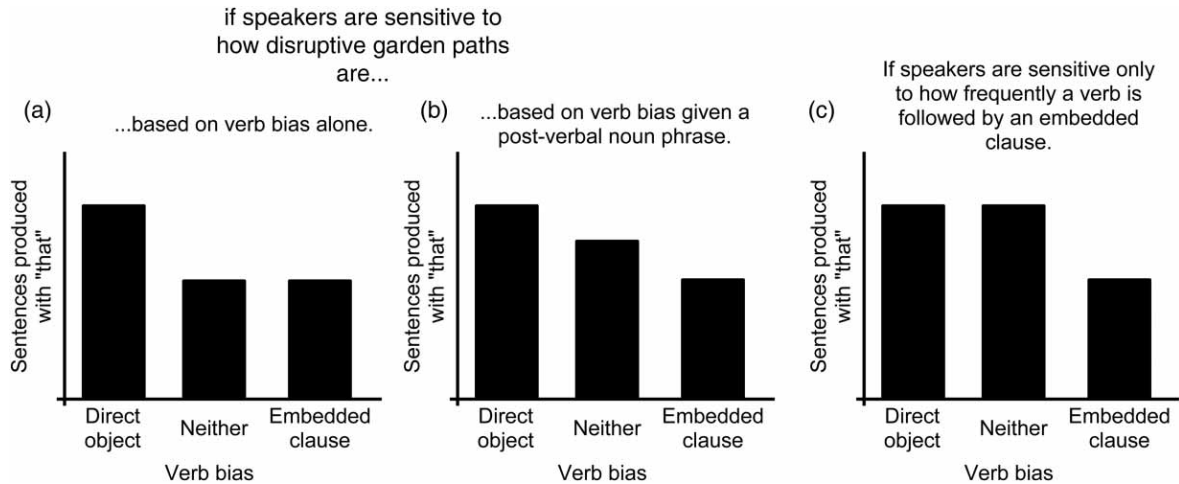 if speakers are sensitive to
how disruptive garden paths
are...
(a)
...based on verb bias alone.
Sentences produced
with "that"
Direct
object
Neither
Embedded
clause
Verb bias
(b)
...based on verb bias given a
post-verbal noun phrase.
Sentences produced
with "that"
Direct
object
Neither
Embedded
clause
Verb bias
(c)
If speakers are sensitive only
to how frequently a verb is
followed by an embedded
clause.
Sentences produced
with "that"
Direct
object
Neither
Embedded
clause
Verb bias